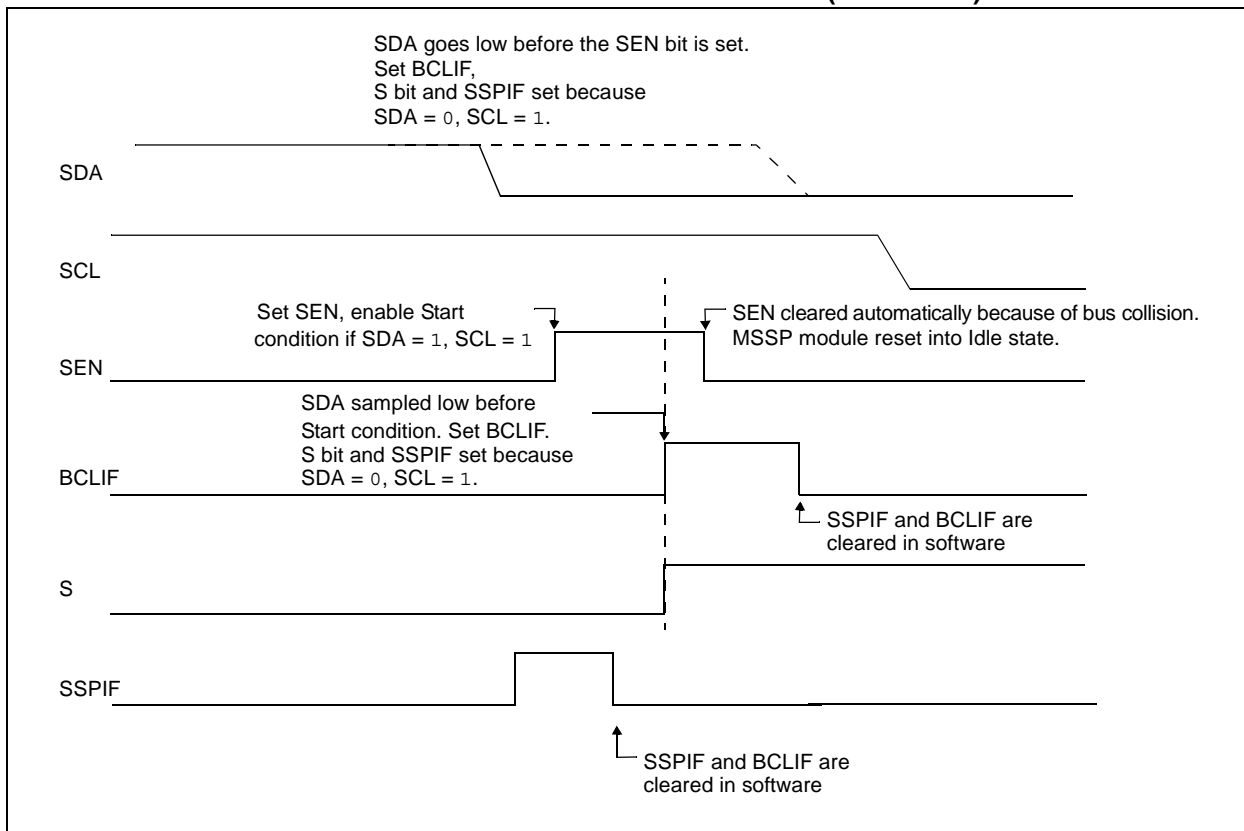 SDA goes low before the SEN bit is set.
Set BCLIF,
S bit and SSPIF set because
SDA = 0, SCL = 1.
SDA
SCL
Set SEN, enable Start
condition if SDA = 1, SCL = 1
SEN cleared automatically because of bus collision.
MSSP module reset into Idle state.
SEN
SDA sampled low before
Start condition. Set BCLIF.
S bit and SSPIF set because
SDA = 0, SCL = 1.
BCLIF
SSPIF and BCLIF are
cleared in software
S
SSPIF
SSPIF and BCLIF are
cleared in software